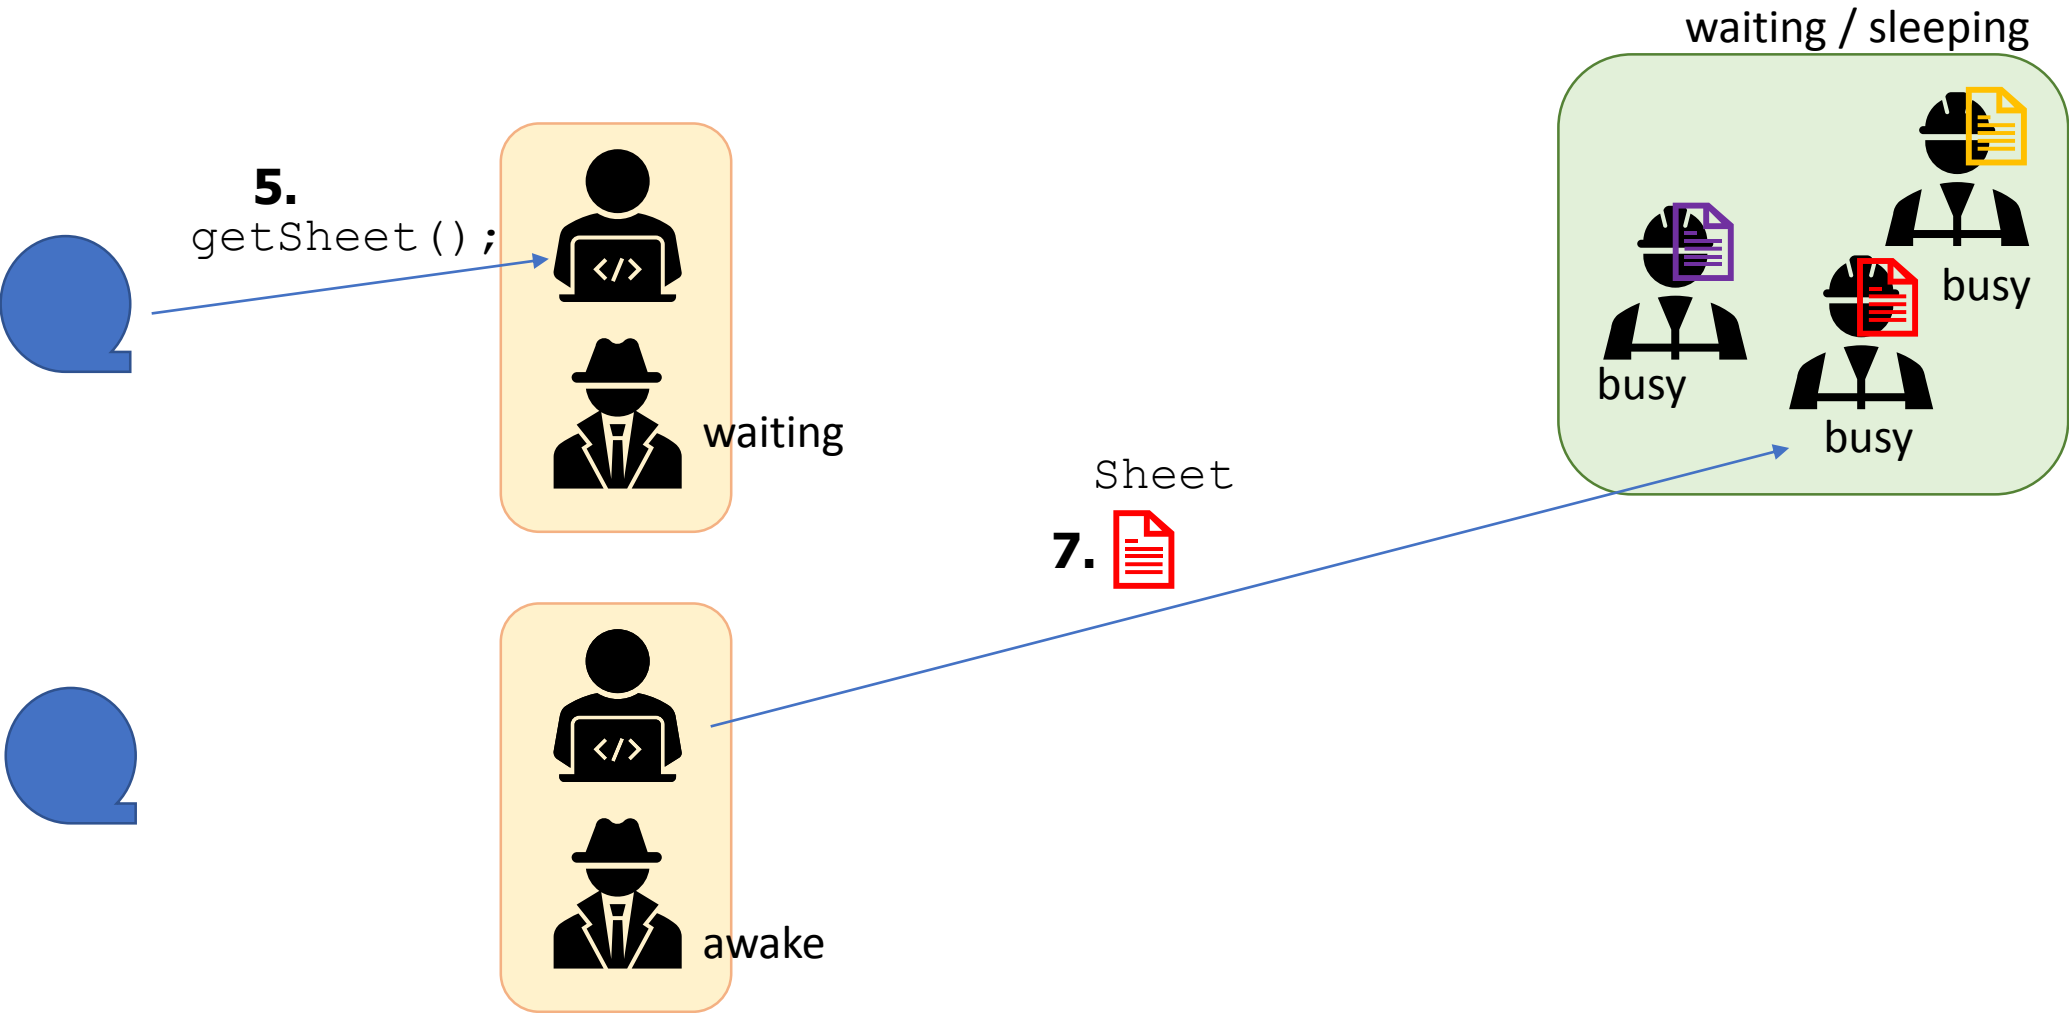 waiting / sleeping
5.
getSheet();
busy
busy
busy
waiting
Sheet
7.
</>
</>
awake